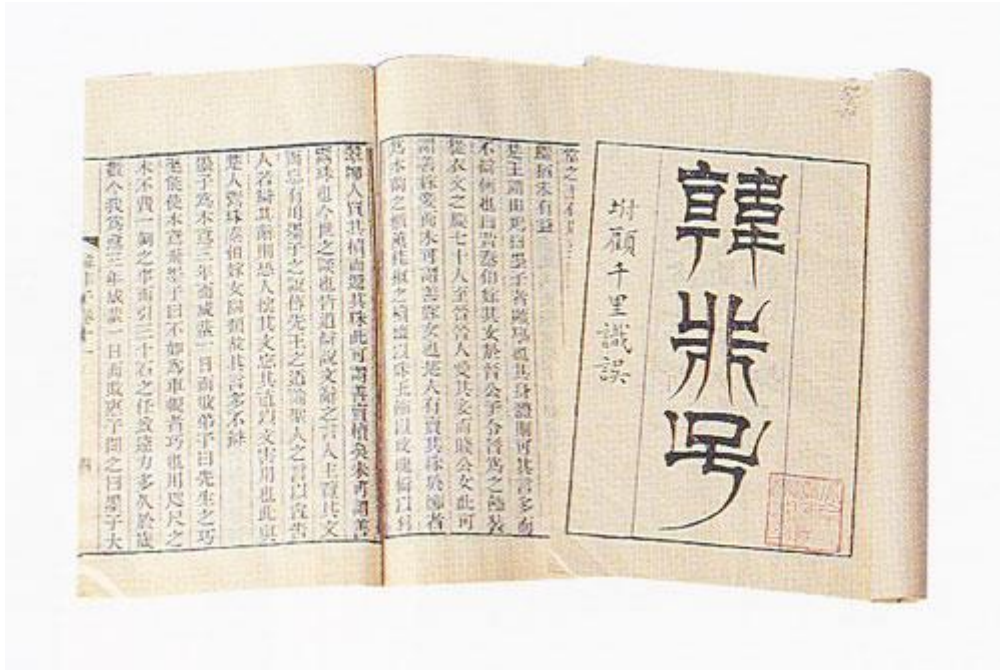 韓非子
坿顧千里識誤
猶未有益
楚王謂田鳩曰墨子者顯學也其身體則可其言多而
不辯何也曰昔秦伯嫁其女於晉公子令晉爲之飾裝
從衣文之媵七十人至晉晉人愛其妾而賤公女此可
謂善嫁妾而未可謂善嫁女也楚人有賣其珠於鄭者
爲木蘭之櫃薰桂椒之櫝綴以珠玉飾以玫瑰輯以羽
翠鄭人買其櫝而還其珠此可謂善賣櫝矣未可謂善
鬻珠也今世之談也皆道辯說文辭之言人主覽其文
而忘有用墨子之說傳先王之道論聖人之言以宣告
人若辯其辭則恐人懷其文忘其直以文害用也此與
楚人鬻珠秦伯嫁女同類故其言多不辯
墨子爲木鳶三年而成蜚一日而敗弟子曰先生之巧
至能使木鳶飛墨子曰不如爲車輗者巧也用咫尺之
木不費一朝之事而引三十石之任致遠力多久於歲
數今我爲鳶三年成蜚一日而敗惠子聞之曰墨子大